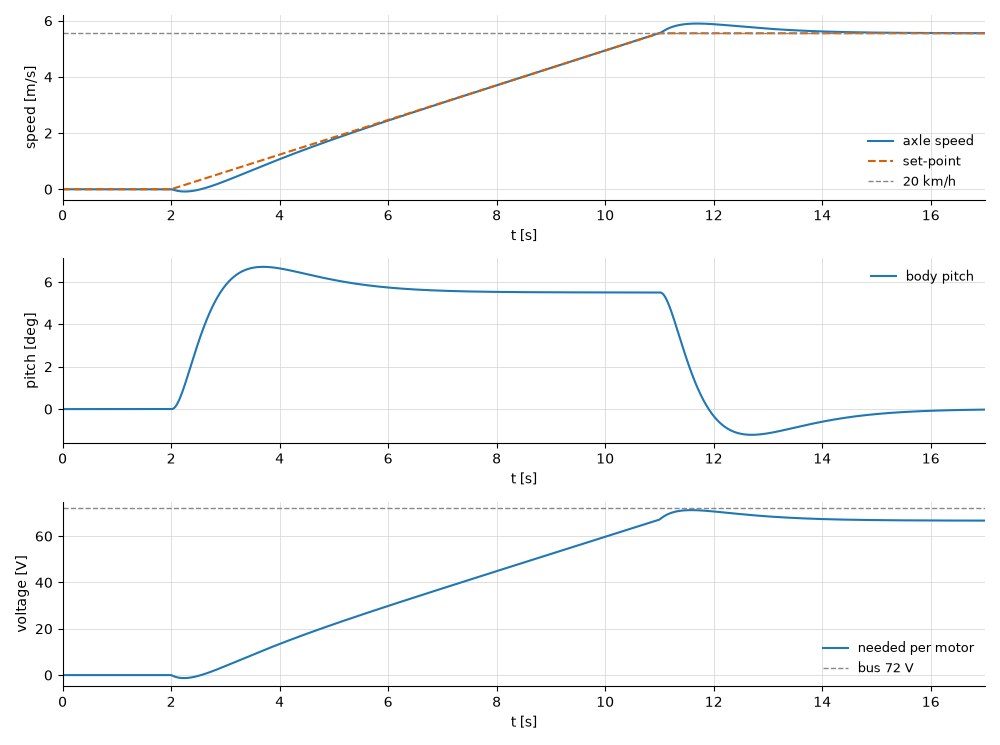 speed [m/s]
6
4
2
0
axle speed
set-point
20 km/h
0 2 4 6 8 10 12 14 16
t [s]
pitch [deg]
6
4
2
0
body pitch
0 2 4 6 8 10 12 14 16
t [s]
voltage [V]
60
40
20
0
needed per motor
bus 72 V
0 2 4 6 8 10 12 14 16
t [s]